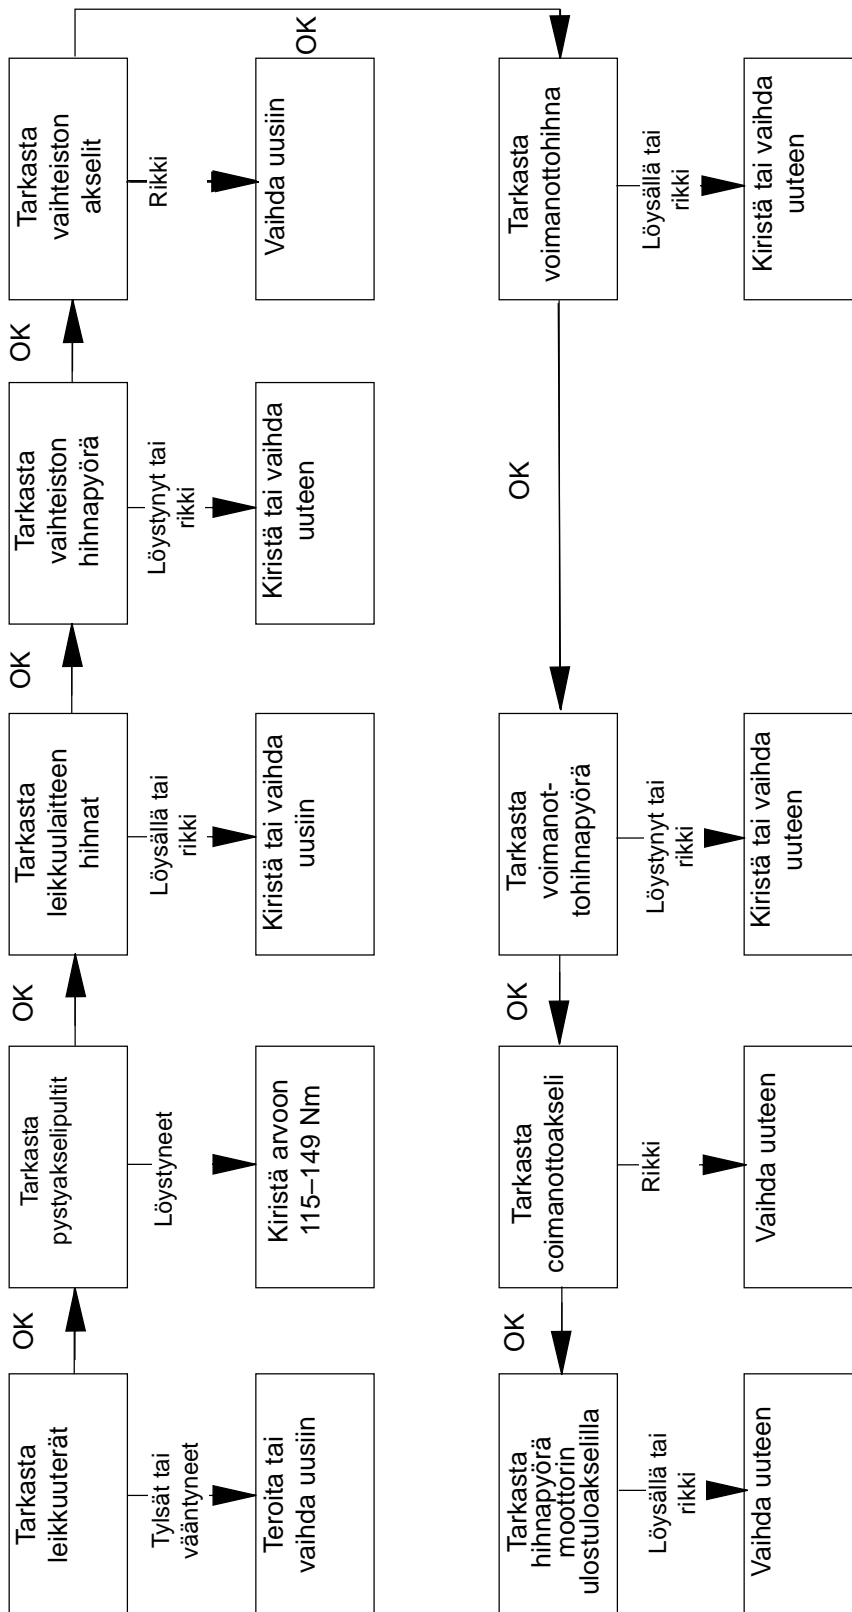 Tarkasta
leikkuuterät
OK
Tylsät tai
vääntyneet
Teroita tai
vaihda uusiin
Tarkasta
pystyakselipultit
OK
Löystyneet
Kiristä arvoon
115–149 Nm
Tarkasta
leikkuulaitteen
hihnat
OK
Löysällä tai
rikki
Kiristä tai vaihda
uusiin
Tarkasta
vaihteiston
hihnapyörä
OK
Löystynyt tai
rikki
Kiristä tai vaihda
uuteen
Tarkasta
vaihteiston
akselit
OK
Rikki
Vaihda uusiin
Tarkasta
voimanottohihna
OK
Löysällä tai
rikki
Kiristä tai vaihda
uuteen
Tarkasta
voimanot-
tohihnapyörä
OK
Löystynyt tai
rikki
Kiristä tai vaihda
uuteen
Tarkasta
coimanottoakseli
OK
Rikki
Vaihda uuteen
Tarkasta
hihnapyörä
moottorin
ulostuloakselilla
Löysällä tai
rikki
Vaihda uuteen